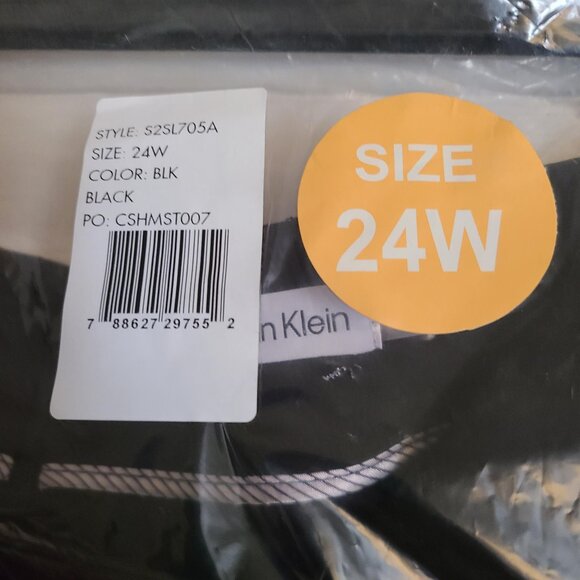 STYLE: S2SL705A
SIZE: 24W
COLOR: BLK
BLACK
PO: CSHMST007
7 88627 29755 2
SIZE
24W
n Klein